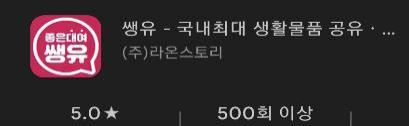 좋은대여
쌩유
쌩유 - 국내최대 생활물품 공유 · ...
(주)라온스토리
5.0★
500회 이상